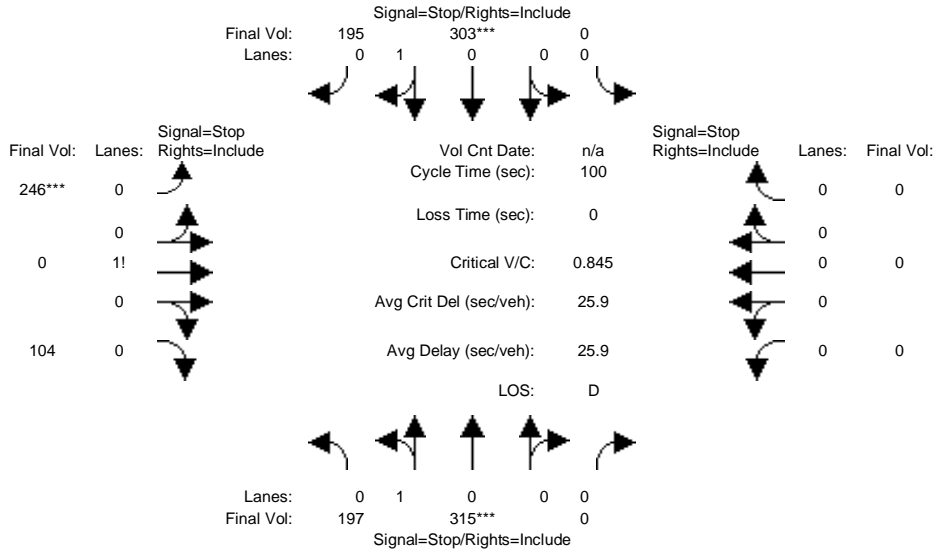 Signal=Stop/Rights=Include
Final Vol: 195 303*** 0
Lanes: 0 1 0 0 0
Signal=Stop Signal=Stop
Final Vol: Lanes: Rights=Include Vol Cnt Date: n/a Rights=Include Lanes: Final Vol:
Cycle Time (sec): 100
246*** 0 0 0
Loss Time (sec): 0
0 0
0 1! Critical V/C: 0.845 0 0
0 Avg Crit Del (sec/veh): 25.9 0
104 0 Avg Delay (sec/veh): 25.9 0 0
LOS: D
Lanes: 0 1 0 0 0
Final Vol: 197 315*** 0
Signal=Stop/Rights=Include